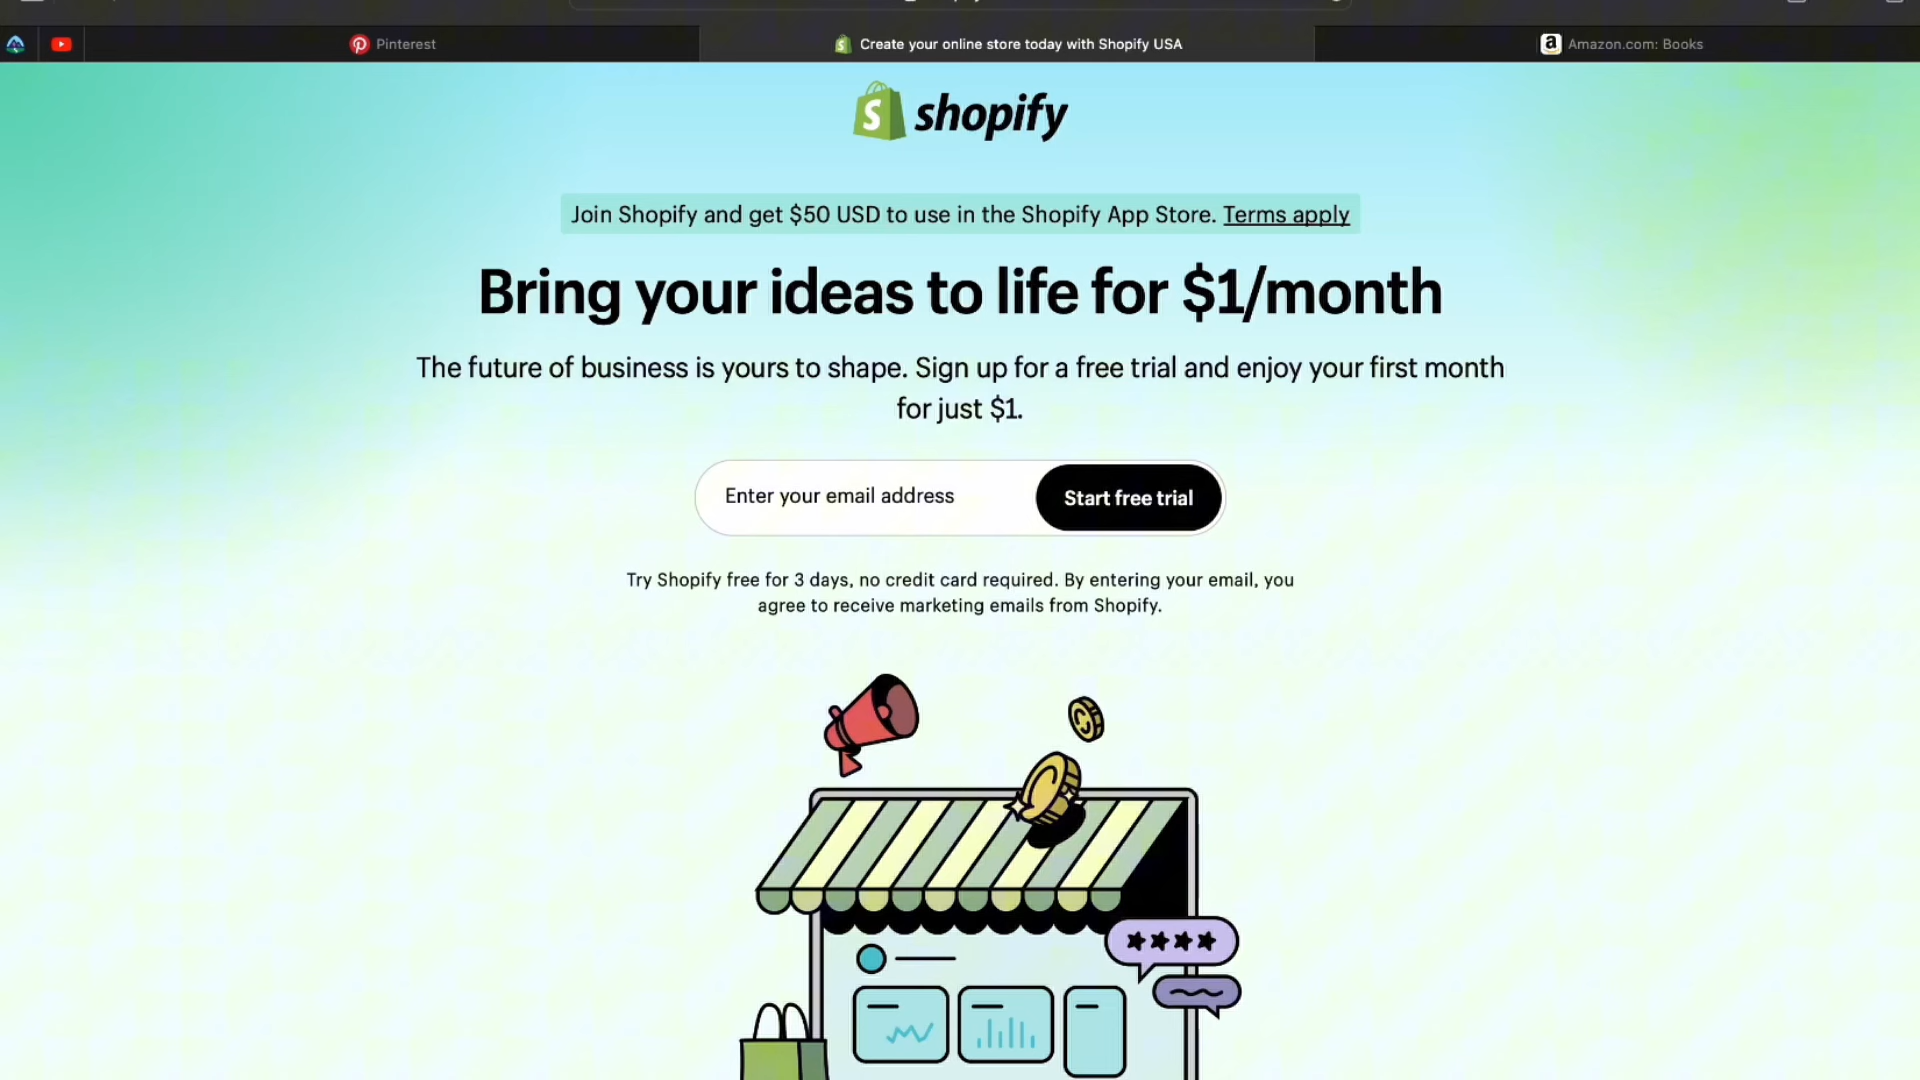 Pinterest
Create your online store today with Shopify USA
Amazon.com: Books
shopify
Join Shopify and get $50 USD to use in the Shopify App Store. Terms apply
Bring your ideas to life for $1/month
The future of business is yours to shape. Sign up for a free trial and enjoy your first month
for just $1.
Enter your email address
Start free trial
Try Shopify free for 3 days, no credit card required. By entering your email, you
agree to receive marketing emails from Shopify.